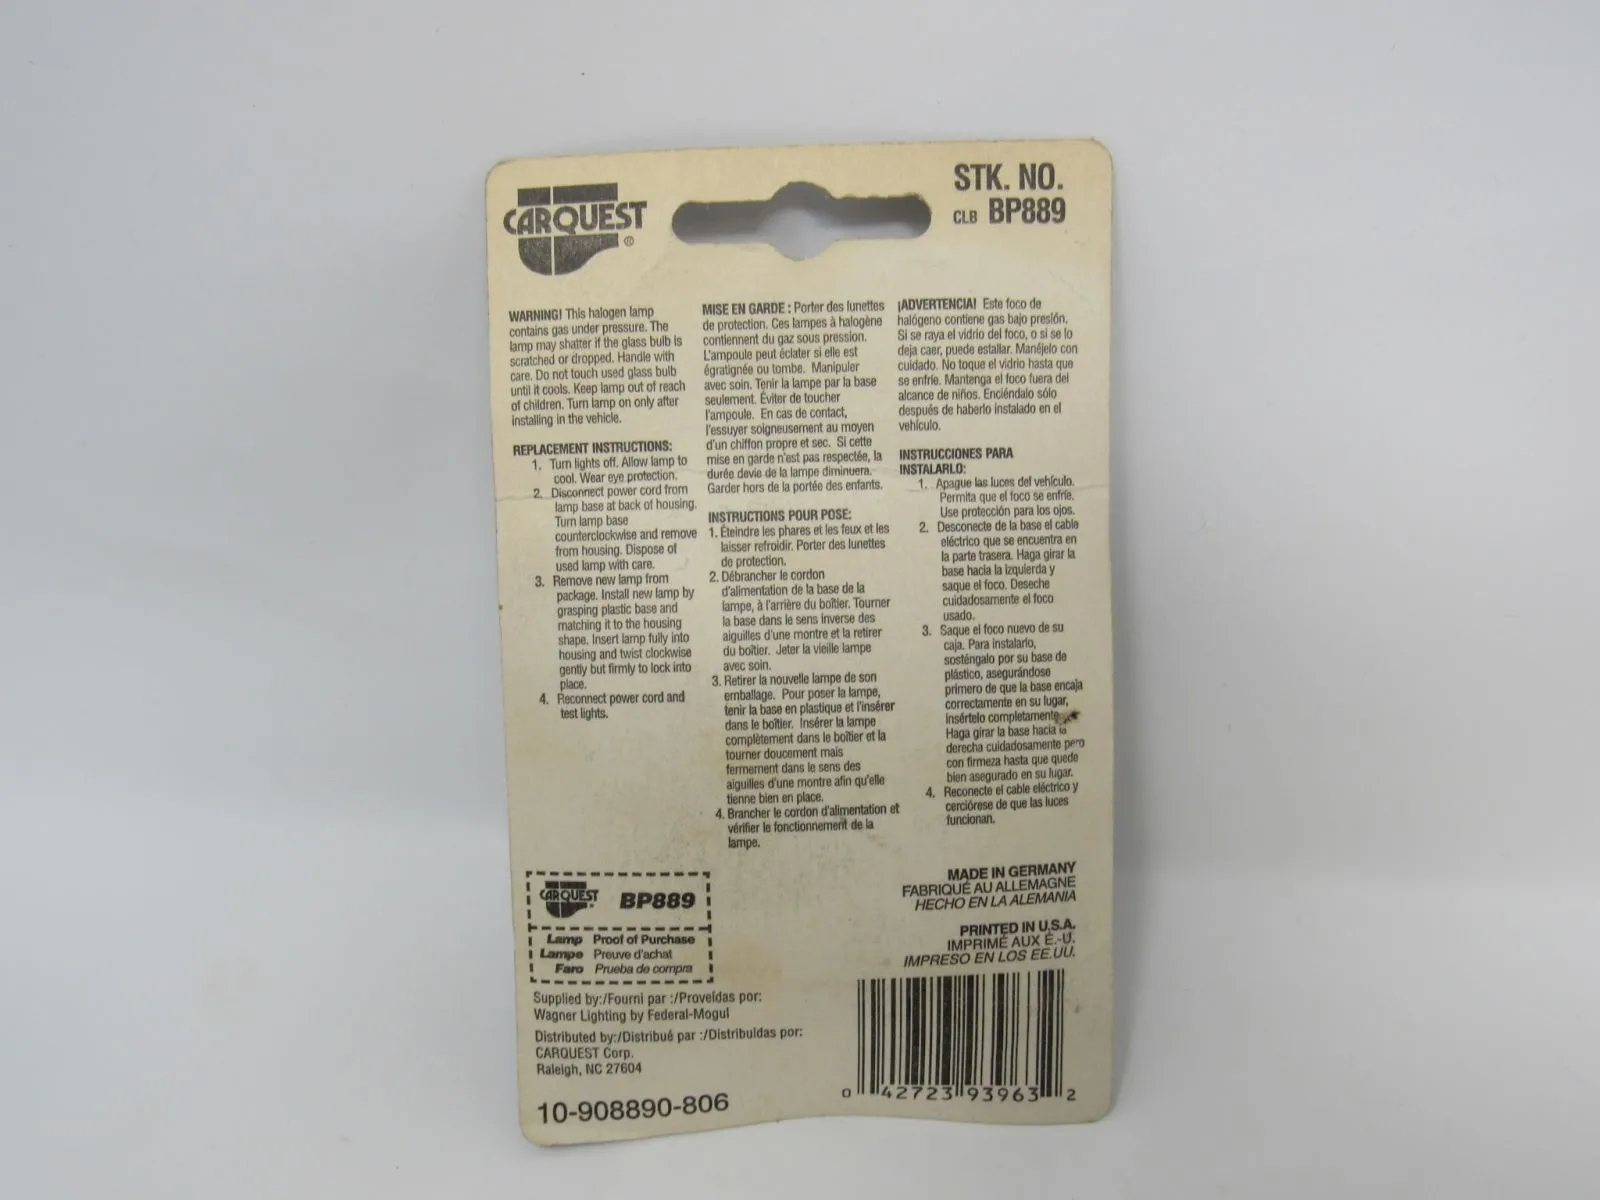 CARQUEST
®
STK. NO.
CLB BP889
WARNING! This halogen lamp
contains gas under pressure. The
lamp may shatter if the glass bulb is
scratched or dropped. Handle with
care. Do not touch used glass bulb
until it cools. Keep lamp out of reach
of children. Turn lamp on only after
installing in the vehicle.
REPLACEMENT INSTRUCTIONS:
1. Turn lights off. Allow lamp to
cool. Wear eye protection.
2. Disconnect power cord from
lamp base at back of housing.
Turn lamp base
counterclockwise and remove
from housing. Dispose of
used lamp with care.
3. Remove new lamp from
package. Install new lamp by
grasping plastic base and
matching it to the housing
shape. Insert lamp fully into
housing and twist clockwise
gently but firmly to lock into
place.
4. Reconnect power cord and
test lights.
MISE EN GARDE : Porter des lunettes
de protection. Ces lampes à halogène
contiennent du gaz sous pression.
L'ampoule peut éclater si elle est
égratignée ou tombe. Manipuler
avec soin. Tenir la lampe par la base
seulement. Éviter de toucher
l'ampoule. En cas de contact,
l'essuyer soigneusement au moyen
d'un chiffon propre et sec. Si cette
mise en garde n'est pas respectée, la
durée devie de la lampe diminuera.
Garder hors de la portée des enfants.
INSTRUCTIONS POUR POSE:
1. Éteindre les phares et les feux et les
laisser refroidir. Porter des lunettes
de protection.
2. Débrancher le cordon
d'alimentation de la base de la
lampe, à l'arrière du boîtier. Tourner
la base dans le sens inverse des
aiguilles d'une montre et la retirer
du boîtier. Jeter la vieille lampe
avec soin.
3. Retirer la nouvelle lampe de son
emballage. Pour poser la lampe,
tenir la base en plastique et l'insérer
dans le boîtier. Insérer la lampe
complètement dans le boîtier et la
tourner doucement mais
fermement dans le sens des
aiguilles d'une montre afin qu'elle
tienne bien en place.
4. Brancher le cordon d'alimentation et
vérifier le fonctionnement de la
lampe.
¡ADVERTENCIA! Este foco de
halógeno contiene gas bajo presión.
Si se raya el vidrio del foco, o si se lo
deja caer, puede estallar. Manéjelo con
cuidado. No toque el vidrio hasta que
se enfríe. Mantenga el foco fuera del
alcance de niños. Enciéndalo sólo
después de haberlo instalado en el
vehículo.
INSTRUCCIONES PARA
INSTALARLO:
1. Apague las luces del vehículo.
Permita que el foco se enfríe.
Use protección para los ojos.
2. Desconecte de la base el cable
eléctrico que se encuentra en
la parte trasera. Haga girar la
base hacia la izquierda y
saque el foco. Deseche
cuidadosamente el foco
usado.
3. Saque el foco nuevo de su
caja. Para instalarlo,
sosténgalo por su base de
plástico, asegurándose
primero de que la base encaja
correctamente en su lugar,
insértelo completamente
Haga girar la base hacia la
derecha cuidadosamente pero
con firmeza hasta que quede
bien asegurado en su lugar.
4. Reconecte el cable eléctrico y
cerciórese de que las luces
funcionan.
MADE IN GERMANY
FABRIQUÉ AU ALLEMAGNE
HECHO EN LA ALEMANIA
PRINTED IN U.S.A.
IMPRIMÉ AUX É.-U.
IMPRESO EN LOS EE.UU.
CARQUEST BP889
Lamp Proof of Purchase
Lampe Preuve d'achat
Faro Prueba de compra
Supplied by:/Fourni par :/Proveídas por:
Wagner Lighting by Federal-Mogul
Distributed by:/Distribué par :/Distribuídas por:
CARQUEST Corp.
Raleigh, NC 27604
10-908890-806
0 42723 93963 2